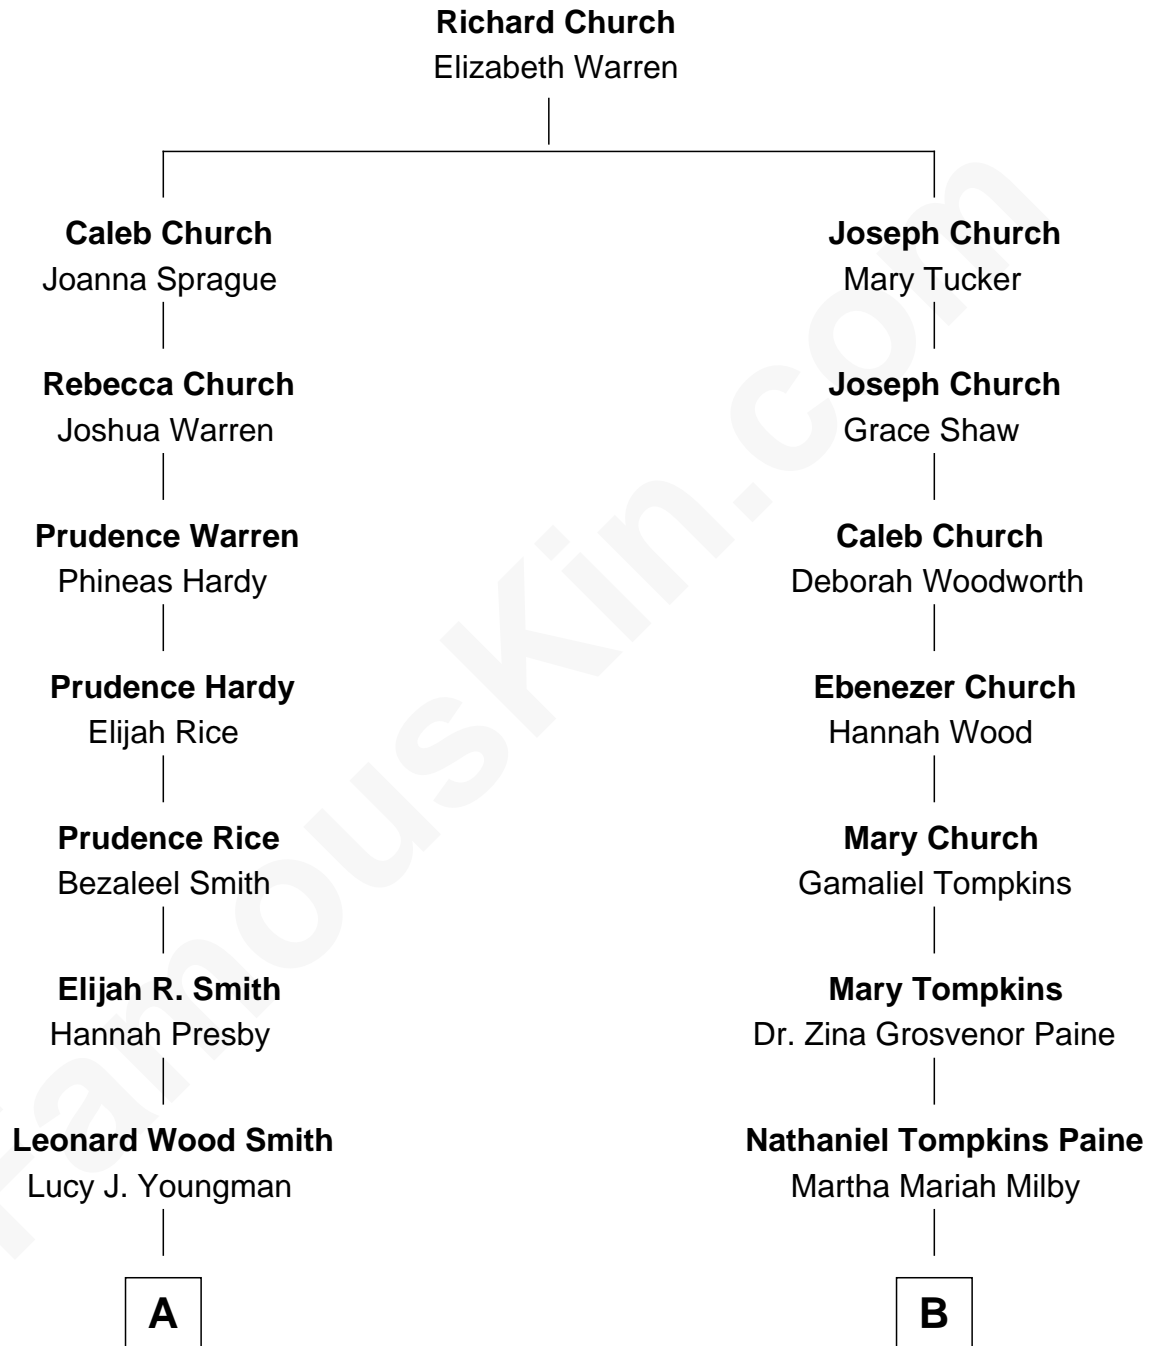 Richard Church
Elizabeth Warren
Caleb Church
Joanna Sprague
Joseph Church
Mary Tucker
Rebecca Church
Joshua Warren
Joseph Church
Grace Shaw
Prudence Warren
Phineas Hardy
Caleb Church
Deborah Woodworth
Prudence Hardy
Elijah Rice
Ebenezer Church
Hannah Wood
Prudence Rice
Bezaleel Smith
Mary Church
Gamaliel Tompkins
Elijah R. Smith
Hannah Presby
Mary Tompkins
Dr. Zina Grosvenor Paine
Leonard Wood Smith
Lucy J. Youngman
Nathaniel Tompkins Paine
Martha Mariah Milby
A
B
FamousKin.com